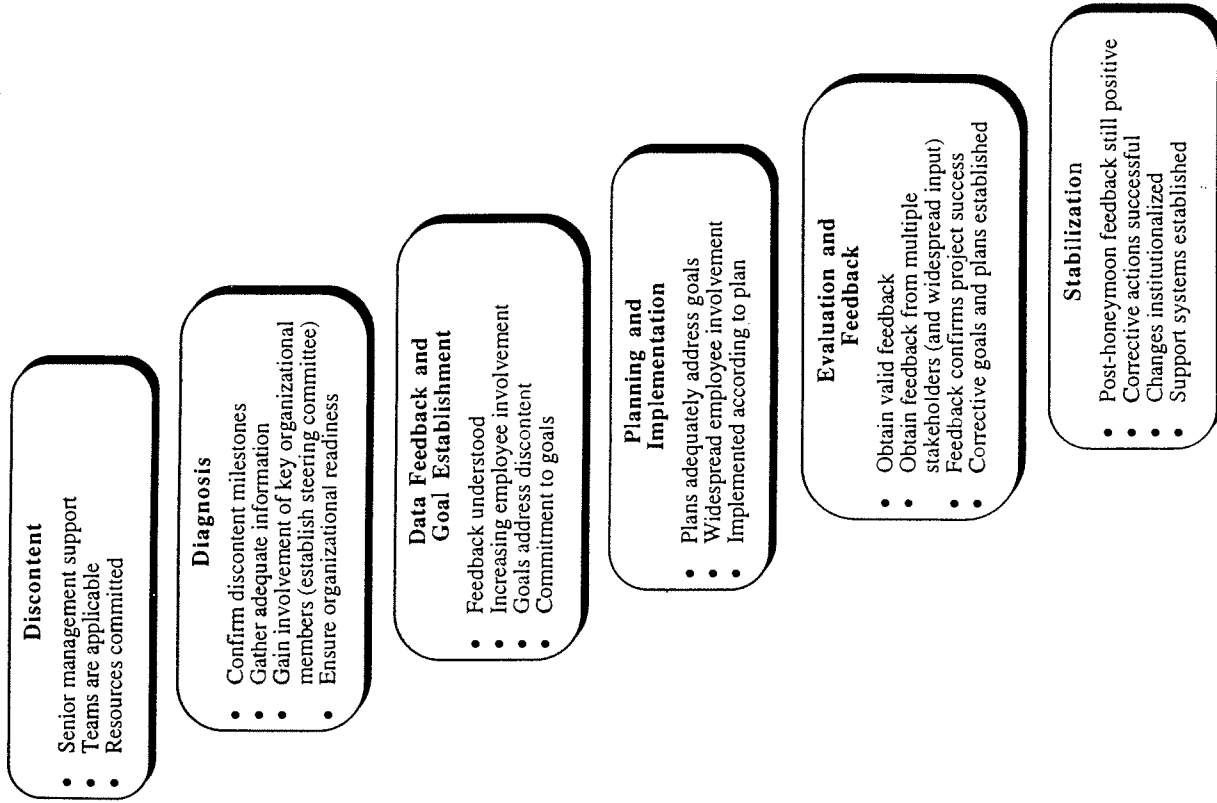 Discontent
• Senior management support
• Teams are applicable
• Resources committed
Diagnosis
• Confirm discontent milestones
• Gather adequate information
• Gain involvement of key organizational
members (establish steering committee)
• Ensure organizational readiness
Data Feedback and
Goal Establishment
• Feedback understood
• Increasing employee involvement
• Goals address discontent
• Commitment to goals
Planning and
Implementation
• Plans adequately address goals
• Widespread employee involvement
• Implemented according to plan
Evaluation and
Feedback
• Obtain valid feedback
• Obtain feedback from multiple
stakeholders (and widespread input)
• Feedback confirms project success
• Corrective goals and plans established
Stabilization
• Post-honeymoon feedback still positive
• Corrective actions successful
• Changes institutionalized
• Support systems established